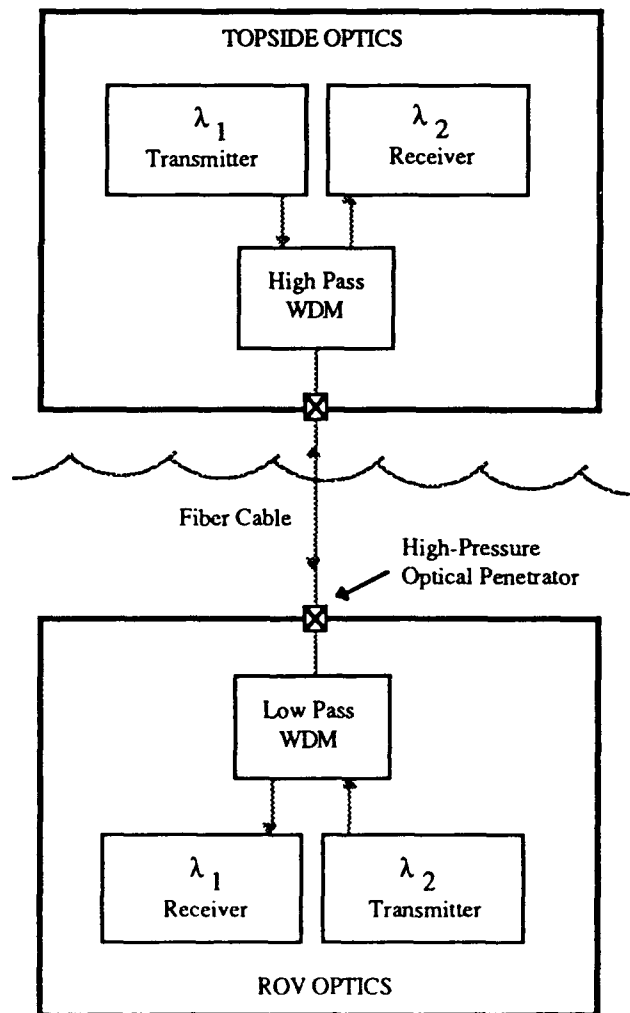 TOPSIDE OPTICS
λ 1
Transmitter
λ 2
Receiver
High Pass
WDM
Fiber Cable
High-Pressure
Optical Penetrator
Low Pass
WDM
λ 1
Receiver
λ 2
Transmitter
ROV OPTICS